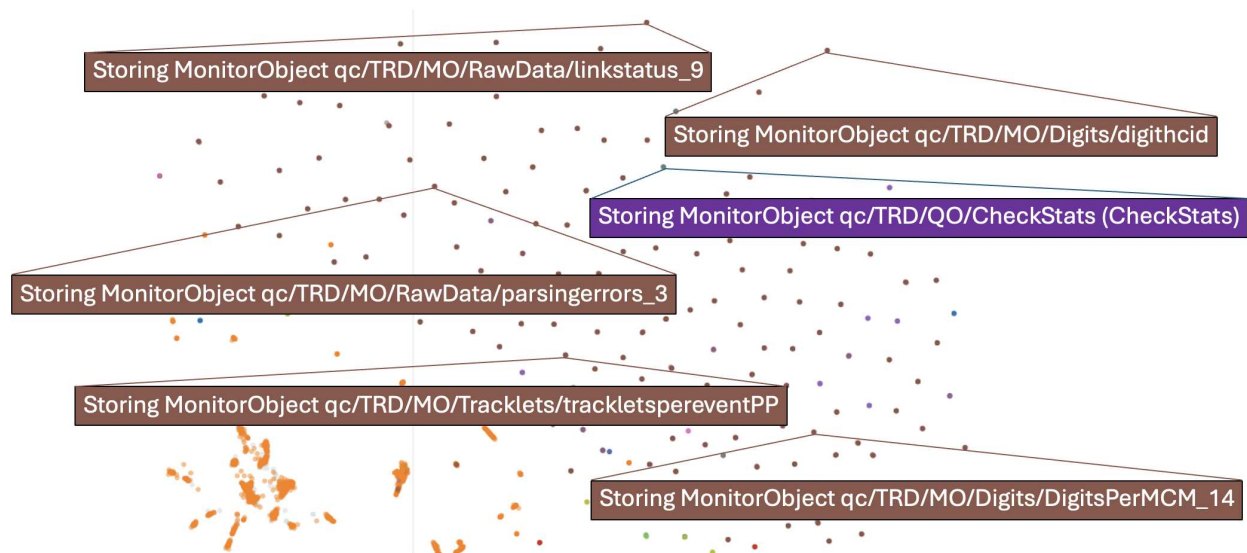 Storing MonitorObject qc/TRD/MO/RawData/linkstatus_9
Storing MonitorObject qc/TRD/MO/Digits/digithcid
Storing MonitorObject qc/TRD/QO/CheckStats (CheckStats)
Storing MonitorObject qc/TRD/MO/RawData/parsingerrors_3
Storing MonitorObject qc/TRD/MO/Tracklets/trackletspereventPP
Storing MonitorObject qc/TRD/MO/Digits/DigitsPerMCM_14